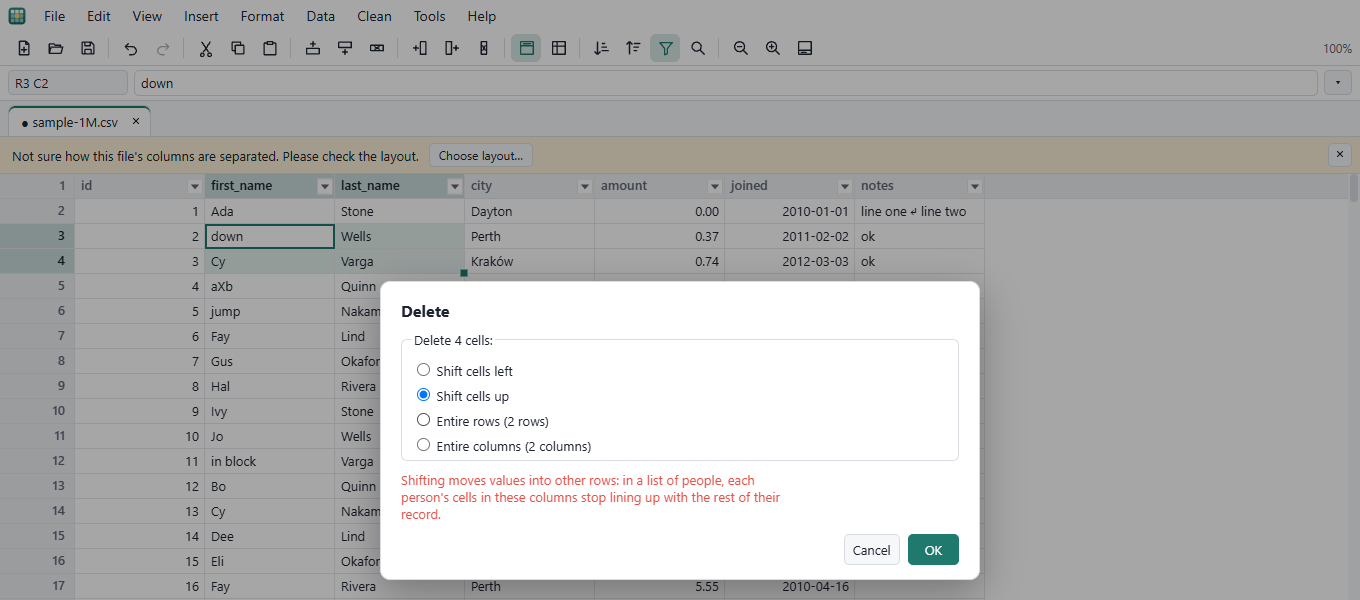 File Edit View Insert Format Data Clean Tools Help
100%
R3 C2 down
sample-1M.csv
Not sure how this file's columns are separated. Please check the layout. Choose layout...
1 id first_name last_name city amount joined notes
2 1 Ada Stone Dayton 0.00 2010-01-01 line one ↵ line two
3 2 down Wells Perth 0.37 2011-02-02 ok
4 3 Cy Varga Kraków 0.74 2012-03-03 ok
5 4 aXb Quinn
6 5 jump Nakam
7 6 Fay Lind
8 7 Gus Okafor
9 8 Hal Rivera
10 9 Ivy Stone
11 10 Jo Wells
12 11 in block Varga
13 12 Bo Quinn
14 13 Cy Nakam
15 14 Dee Lind
16 15 Eli Okafor
17 16 Fay Rivera Perth 5.55 2010-04-16
Delete
Delete 4 cells:
Shift cells left
Shift cells up
Entire rows (2 rows)
Entire columns (2 columns)
Shifting moves values into other rows: in a list of people, each
person's cells in these columns stop lining up with the rest of their
record.
Cancel OK